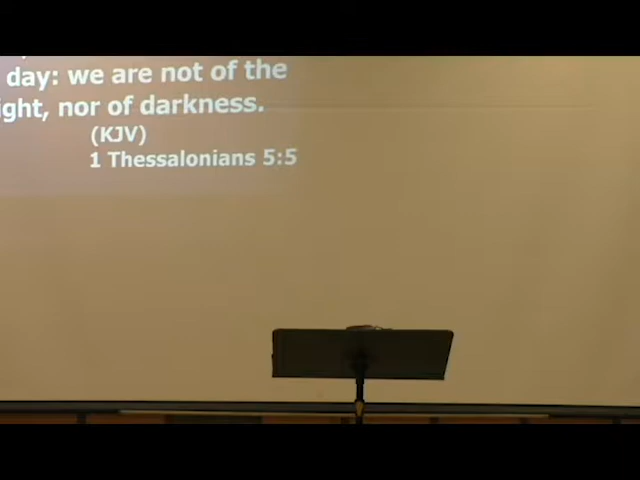 day: we are not of the
ight, nor of darkness.
(KJV)
1 Thessalonians 5:5